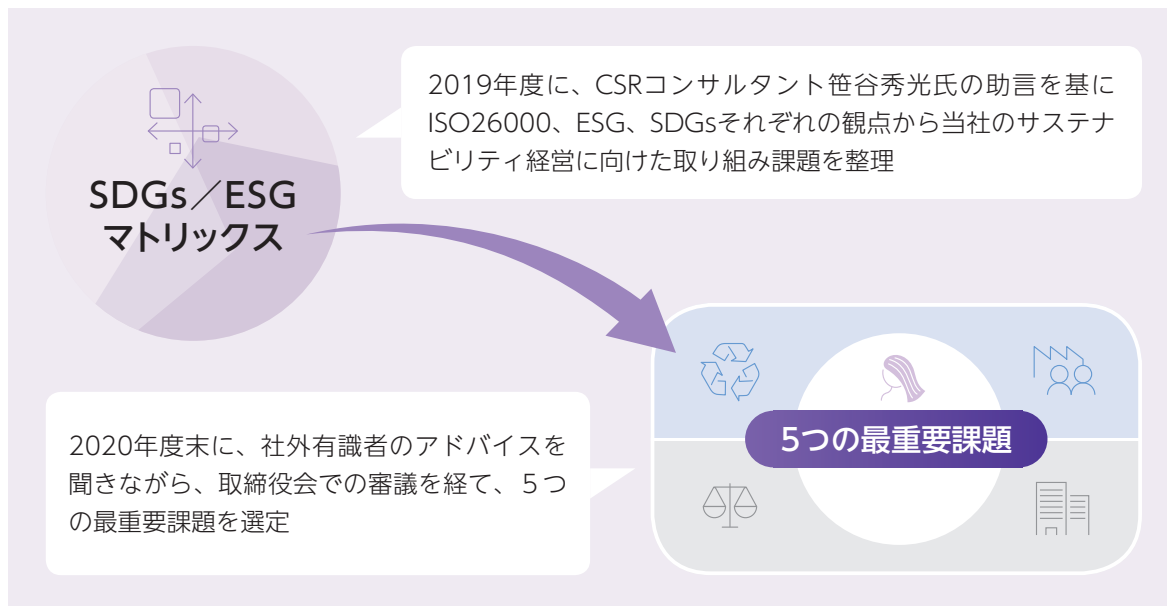 2019年度に、CSRコンサルタント笹谷秀光氏の助言を基に
ISO26000、ESG、SDGsそれぞれの観点から当社のサステナ
ビリティ経営に向けた取り組み課題を整理
SDGs／ESG
マトリックス
5つの最重要課題
2020年度末に、社外有識者のアドバイスを
聞きながら、取締役会での審議を経て、５つ
の最重要課題を選定